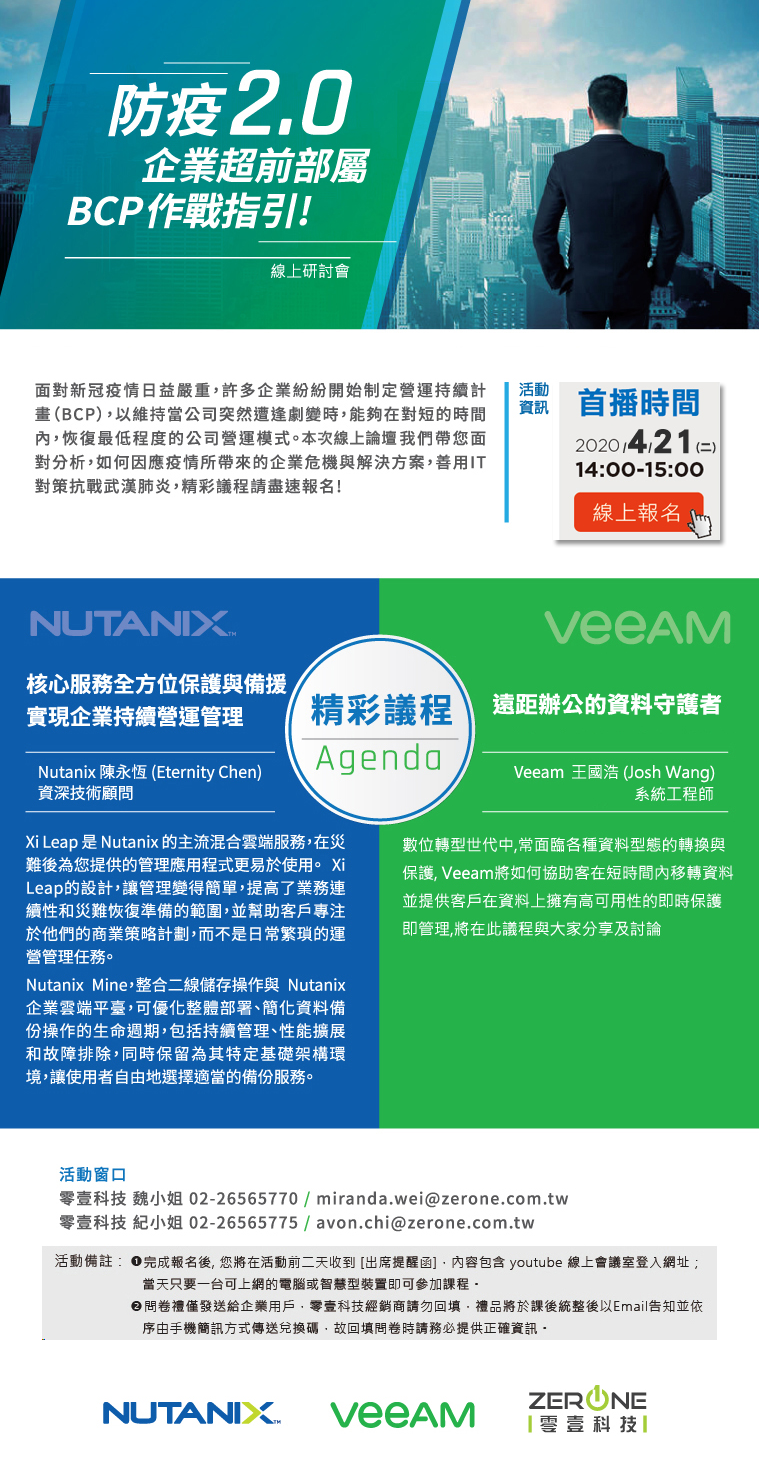 防疫2.0
企業超前部屬
BCP作戰指引!
線上研討會
面對新冠疫情日益嚴重,許多企業紛紛開始制定營運持續計
畫(BCP),以維持當公司突然遭逢劇變時,能夠在對短的時間
內,恢復最低程度的公司營運模式。本次線上論壇我們帶您面
對分析,如何因應疫情所帶來的企業危機與解決方案,善用IT
對策抗戰武漢肺炎,精彩議程請盡速報名!
活動
資訊
首播時間
2020/4/21(二)
14:00-15:00
線上報名
NUTANIX™
核心服務全方位保護與備援
實現企業持續營運管理
Nutanix 陳永恆 (Eternity Chen)
資深技術顧問
Xi Leap 是 Nutanix 的主流混合雲端服務,在災
難後為您提供的管理應用程式更易於使用。 Xi
Leap的設計,讓管理變得簡單,提高了業務連
續性和災難恢復準備的範圍,並幫助客戶專注
於他們的商業策略計劃,而不是日常繁瑣的運
營管理任務。
Nutanix Mine,整合二線儲存操作與 Nutanix
企業雲端平臺,可優化整體部署、簡化資料備
份操作的生命週期,包括持續管理、性能擴展
和故障排除,同時保留為其特定基礎架構環
境,讓使用者自由地選擇適當的備份服務。
精彩議程
Agenda
veeAM
遠距辦公的資料守護者
Veeam 王國浩 (Josh Wang)
系統工程師
數位轉型世代中,常面臨各種資料型態的轉換與
保護, Veeam將如何協助客在短時間內移轉資料
並提供客戶在資料上擁有高可用性的即時保護
即管理,將在此議程與大家分享及討論
活動窗口
零壹科技 魏小姐 02-26565770 / miranda.wei@zerone.com.tw
零壹科技 紀小姐 02-26565775 / avon.chi@zerone.com.tw
活動備註: ❶完成報名後, 您將在活動前二天收到 [出席提醒函],內容包含 youtube 線上會議室登入網址;
當天只要一台可上網的電腦或智慧型裝置即可參加課程。
❷問卷禮僅發送給企業用戶,零壹科技經銷商請勿回填,禮品將於課後統整後以Email告知並依
序由手機簡訊方式傳送兌換碼,故回填問卷時請務必提供正確資訊。
NUTANIX™
veeAM
ZERONE
零壹科技